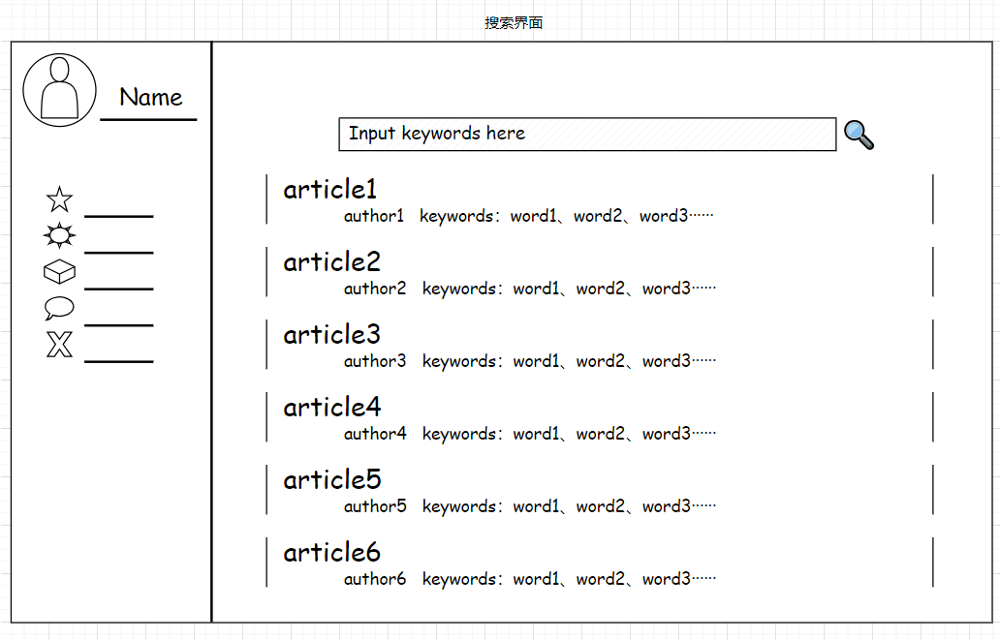 搜索界面
Name
Input keywords here
article1
author1 keywords：word1、word2、word3……
article2
author2 keywords：word1、word2、word3……
article3
author3 keywords：word1、word2、word3……
article4
author4 keywords：word1、word2、word3……
article5
author5 keywords：word1、word2、word3……
article6
author6 keywords：word1、word2、word3……